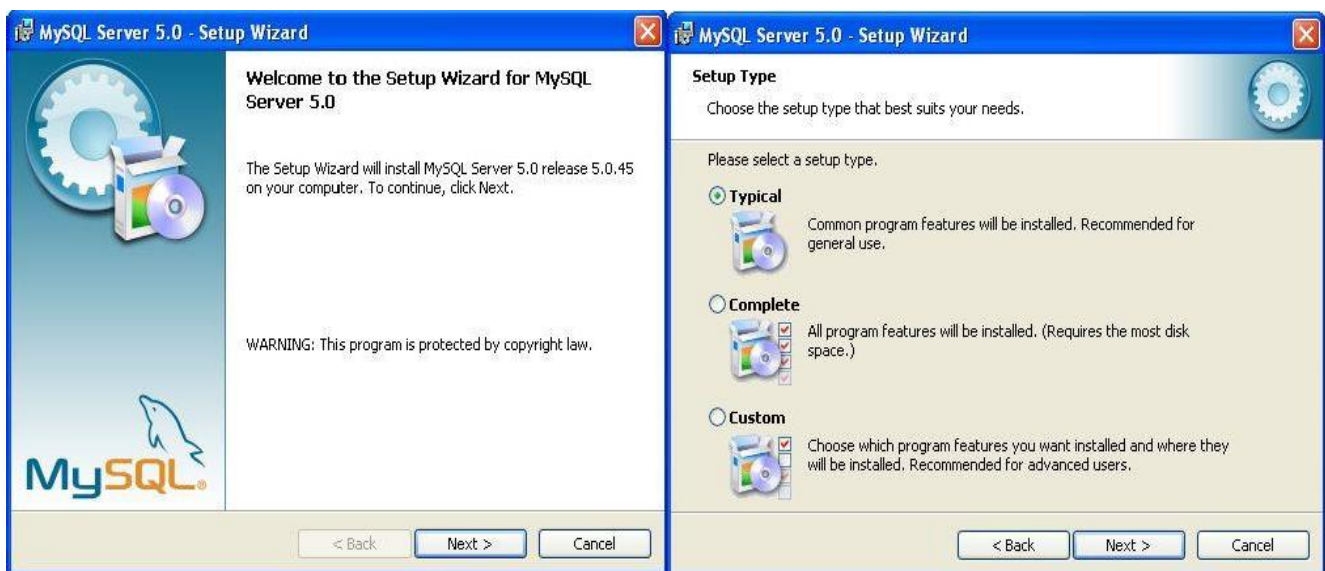 MySQL Server 5.0 - Setup Wizard
Welcome to the Setup Wizard for MySQL
Server 5.0
The Setup Wizard will install MySQL Server 5.0 release 5.0.45
on your computer. To continue, click Next.
WARNING: This program is protected by copyright law.
MySQL
< Back
Next >
Cancel
MySQL Server 5.0 - Setup Wizard
Setup Type
Choose the setup type that best suits your needs.
Please select a setup type.
Typical
Common program features will be installed. Recommended for
general use.
Complete
All program features will be installed. (Requires the most disk
space.)
Custom
Choose which program features you want installed and where they
will be installed. Recommended for advanced users.
< Back
Next >
Cancel